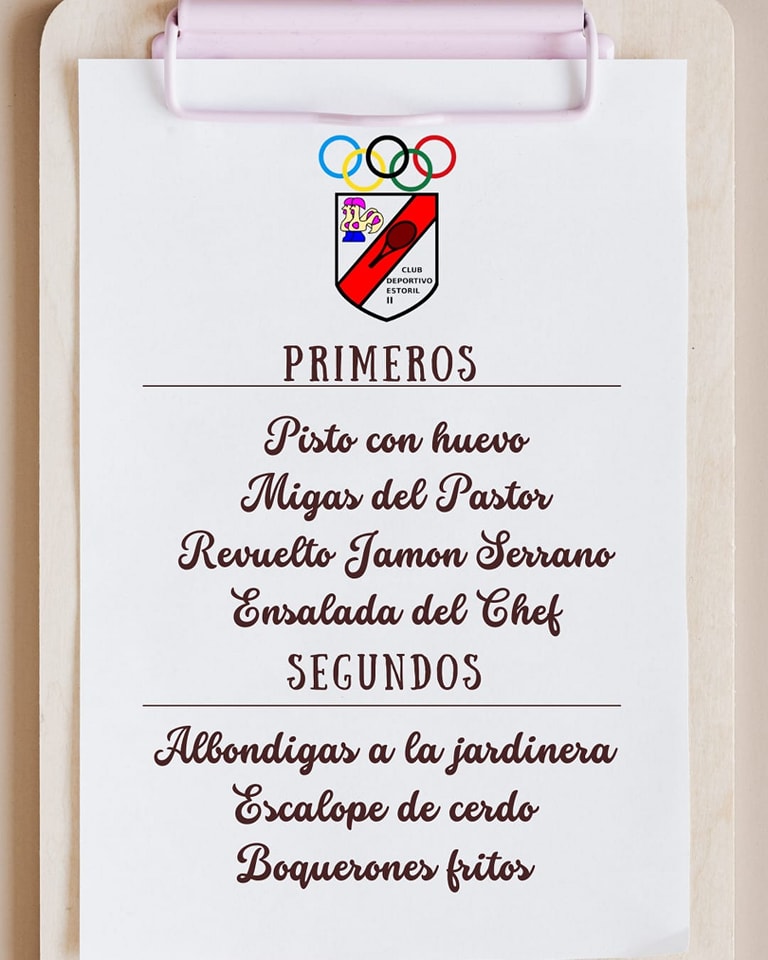 CLUB
DEPORTIVO
ESTORIL
II
PRIMEROS
Pisto con huevo
Migas del Pastor
Revuelto Jamon Serrano
Ensalada del Chef
SEGUNDOS
Albondigas a la jardinera
Escalope de cerdo
Boquerones fritos